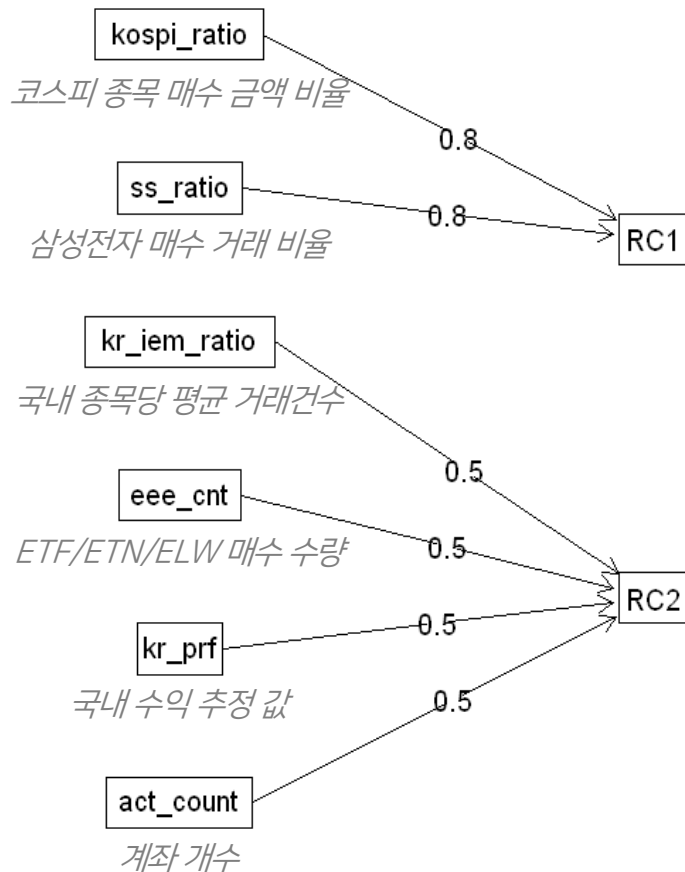 kospi_ratio
코스피 종목 매수 금액 비율
0.8
ss_ratio
0.8
삼성전자 매수 거래 비율
RC1
kr_iem_ratio
국내 종목당 평균 거래건수
0.5
eee_cnt
0.5
ETF/ETN/ELW 매수 수량
RC2
kr_prf
0.5
국내 수익 추정 값
0.5
act_count
계좌 개수